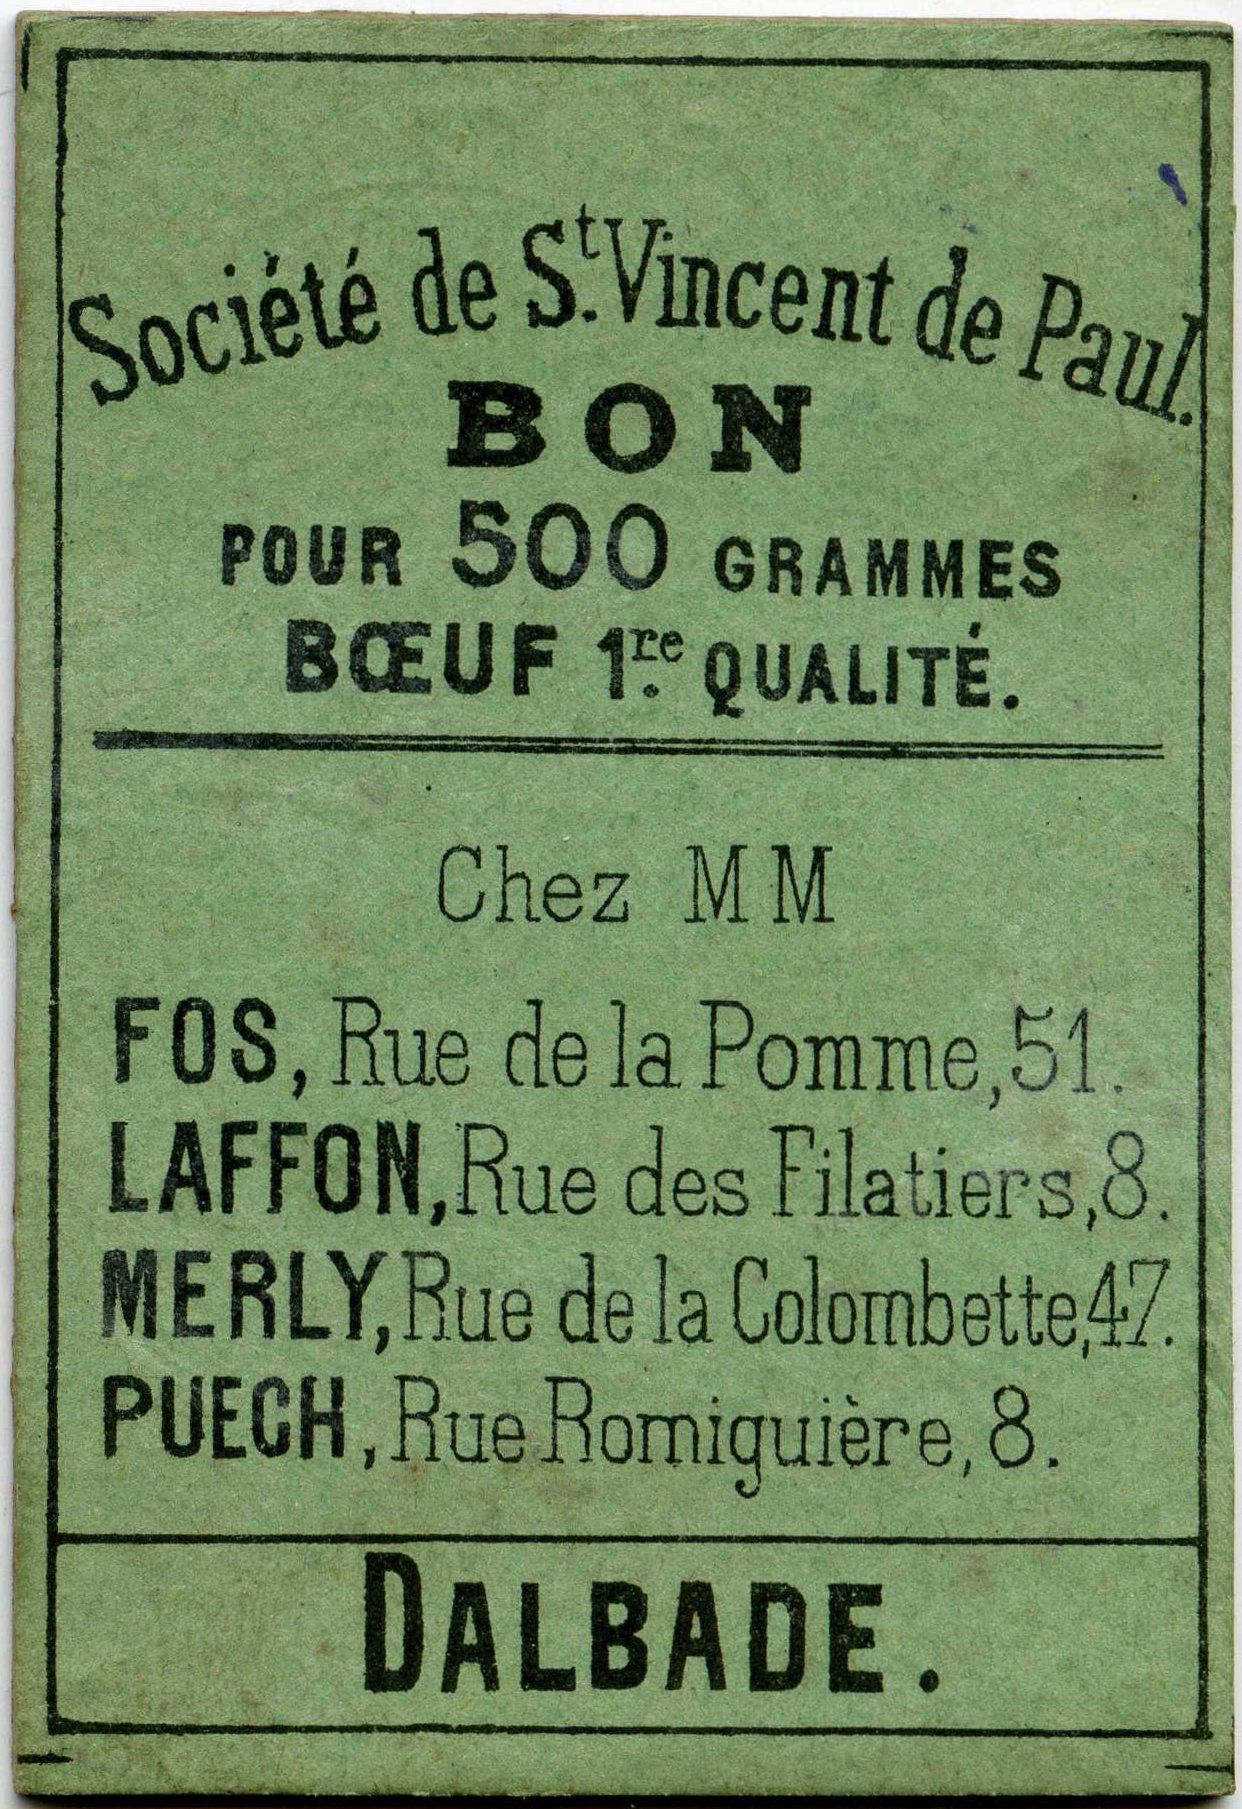 Société de St. Vincent de Paul.
BON
POUR 500 GRAMMES
BŒUF 1re. QUALITÉ.
Chez MM
FOS, Rue de la Pomme, 51.
LAFFON, Rue des Filatiers, 8.
MERLY, Rue de la Colombette, 47.
PUECH, Rue Romiguière, 8.
DALBADE.